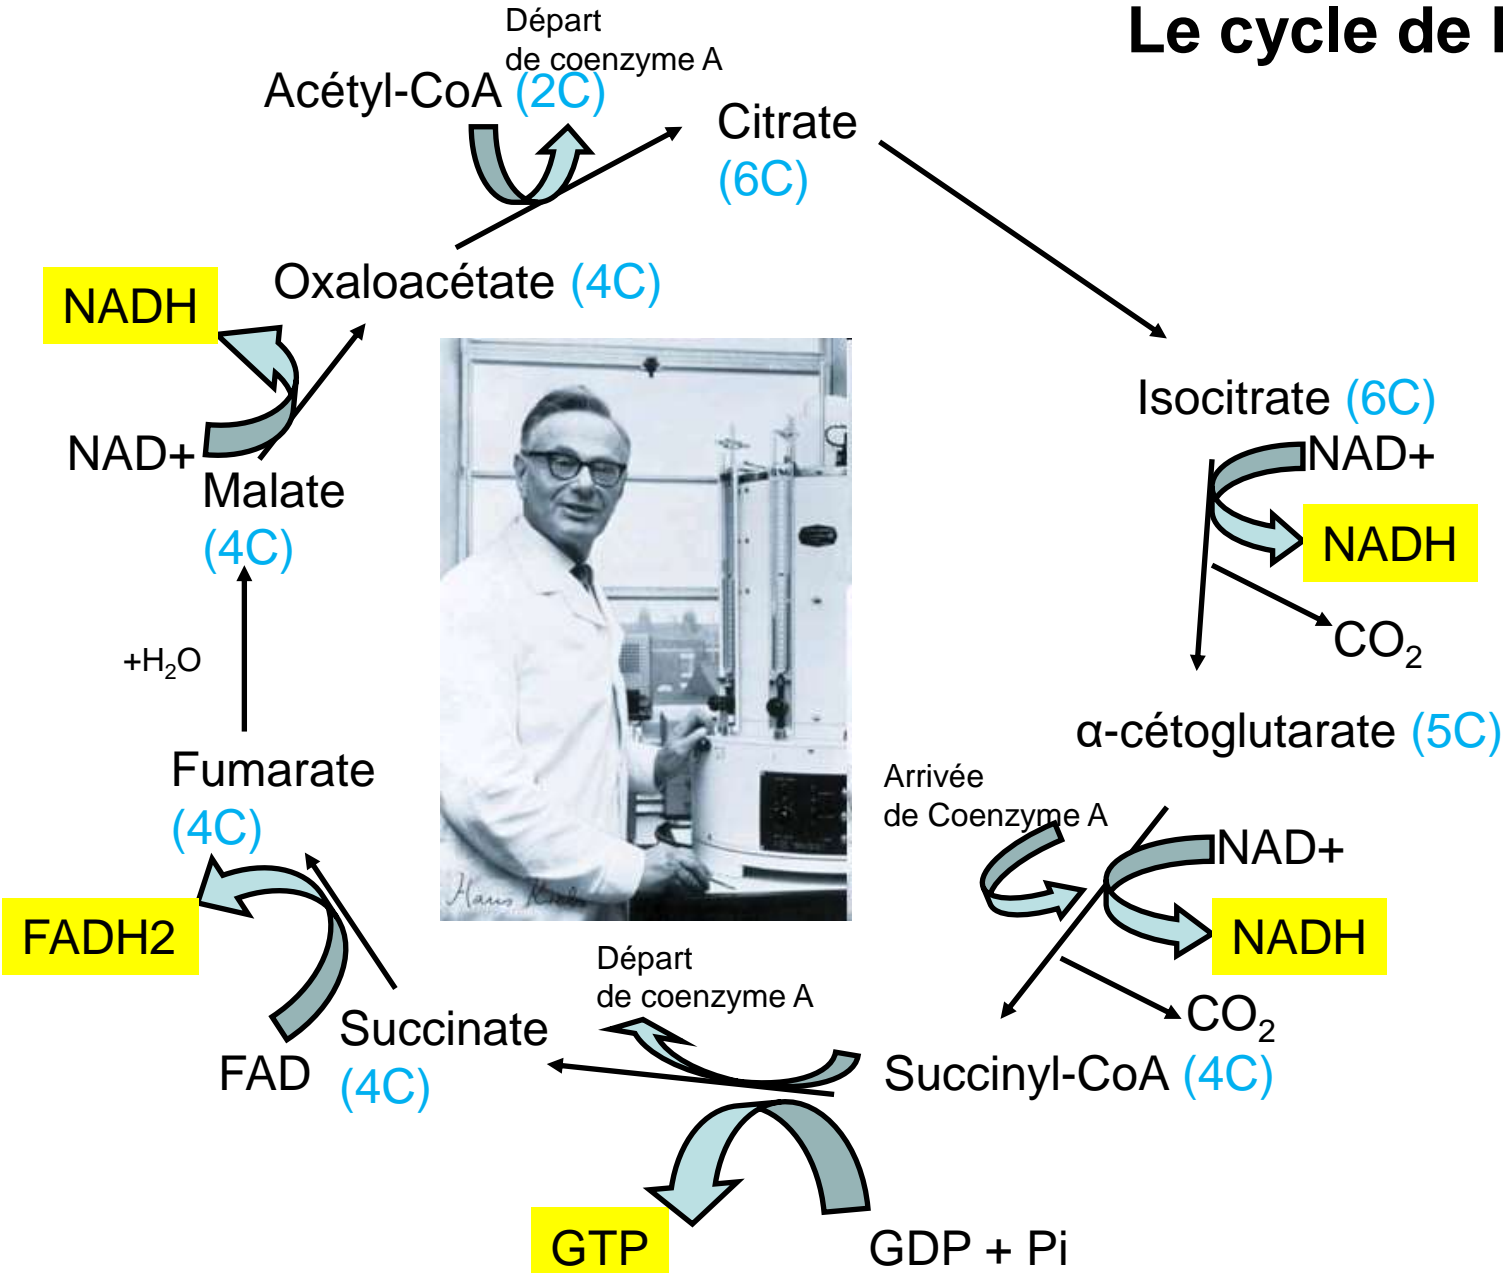 Le cycle de
Départ
de coenzyme A
Acétyl-CoA (2C)
Citrate
(6C)
Oxaloacétate (4C)
NADH
Isocitrate (6C)
NAD+
NAD+
Malate
(4C)
NADH
CO2
+H2O
α-cétoglutarate (5C)
Fumarate
(4C)
Arrivée
de Coenzyme A
NAD+
Hans Krebs
FADH2
NADH
Départ
de coenzyme A
CO2
Succinate
(4C)
FAD
Succinyl-CoA (4C)
GTP
GDP + Pi